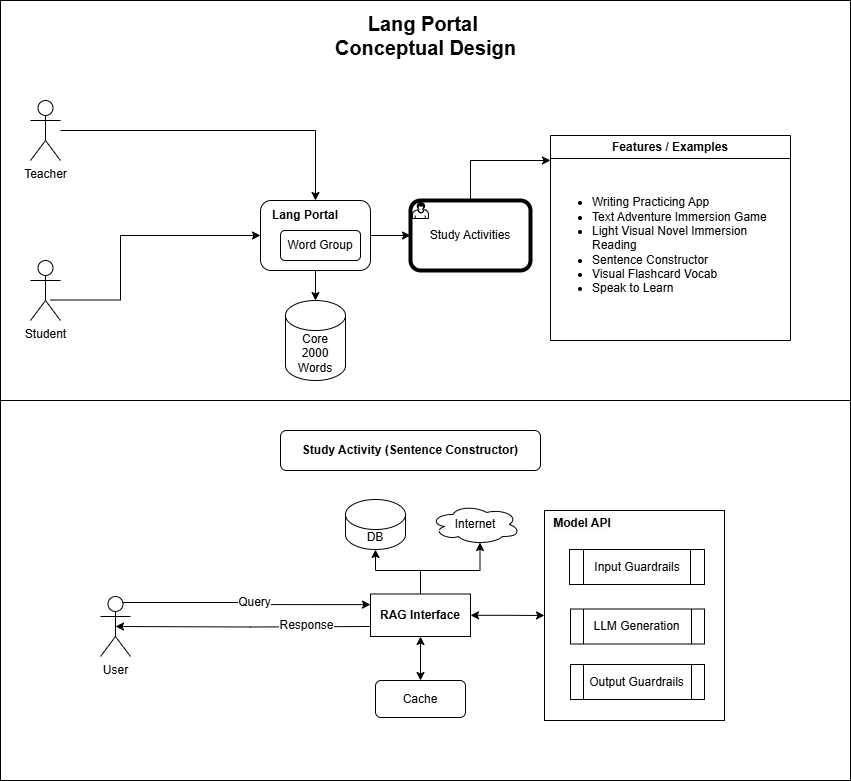 Lang Portal
Conceptual Design
Teacher
Student
Lang Portal
Word Group
Core
2000
Words
Study Activities
Features / Examples
Writing Practicing App
Text Adventure Immersion Game
Light Visual Novel Immersion
Reading
Sentence Constructor
Visual Flashcard Vocab
Speak to Learn
Study Activity (Sentence Constructor)
DB
Internet
Model API
Input Guardrails
LLM Generation
Output Guardrails
Query
Response
User
RAG Interface
Cache